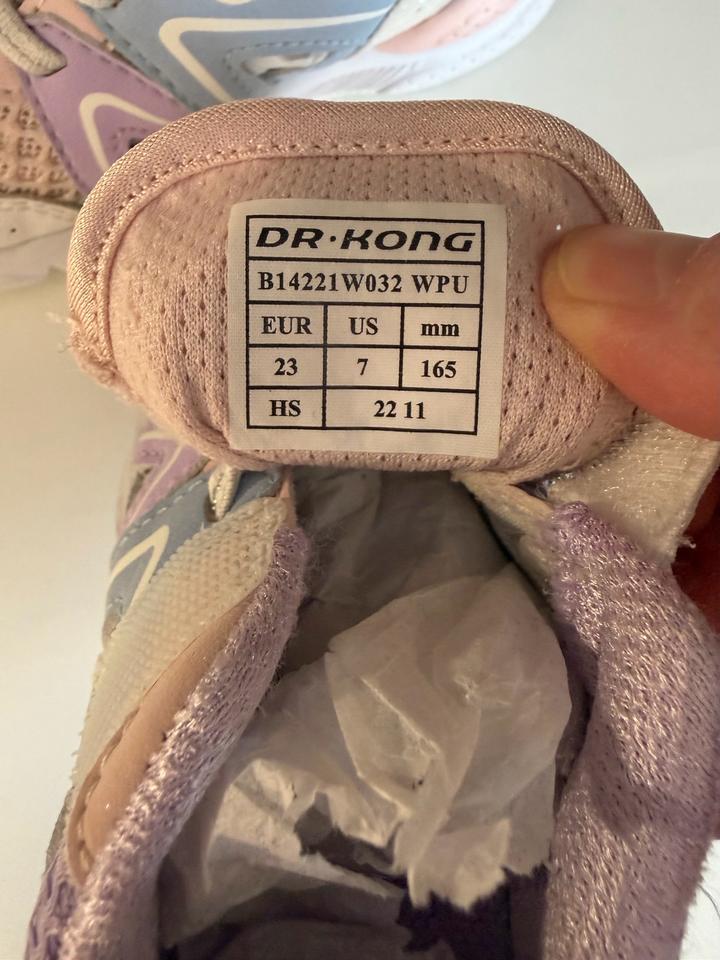 DR·KONG
B14221W032 WPU
EUR US mm
23 7 165
HS 22 11